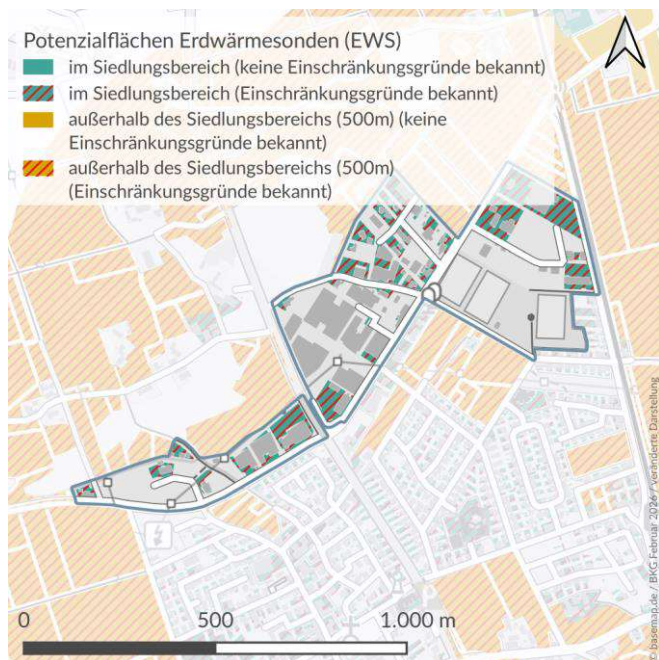 Potenzialflächen Erdwärmesonden (EWS)
im Siedlungsbereich (keine Einschränkungsgründe bekannt)
im Siedlungsbereich (Einschränkungsgründe bekannt)
außerhalb des Siedlungsbereichs (500m) (keine
Einschränkungsgründe bekannt)
außerhalb des Siedlungsbereichs (500m)
(Einschränkungsgründe bekannt)
0 500 1.000 m
© basemap.de / BKG Februar 2026 / veränderte Darstellung